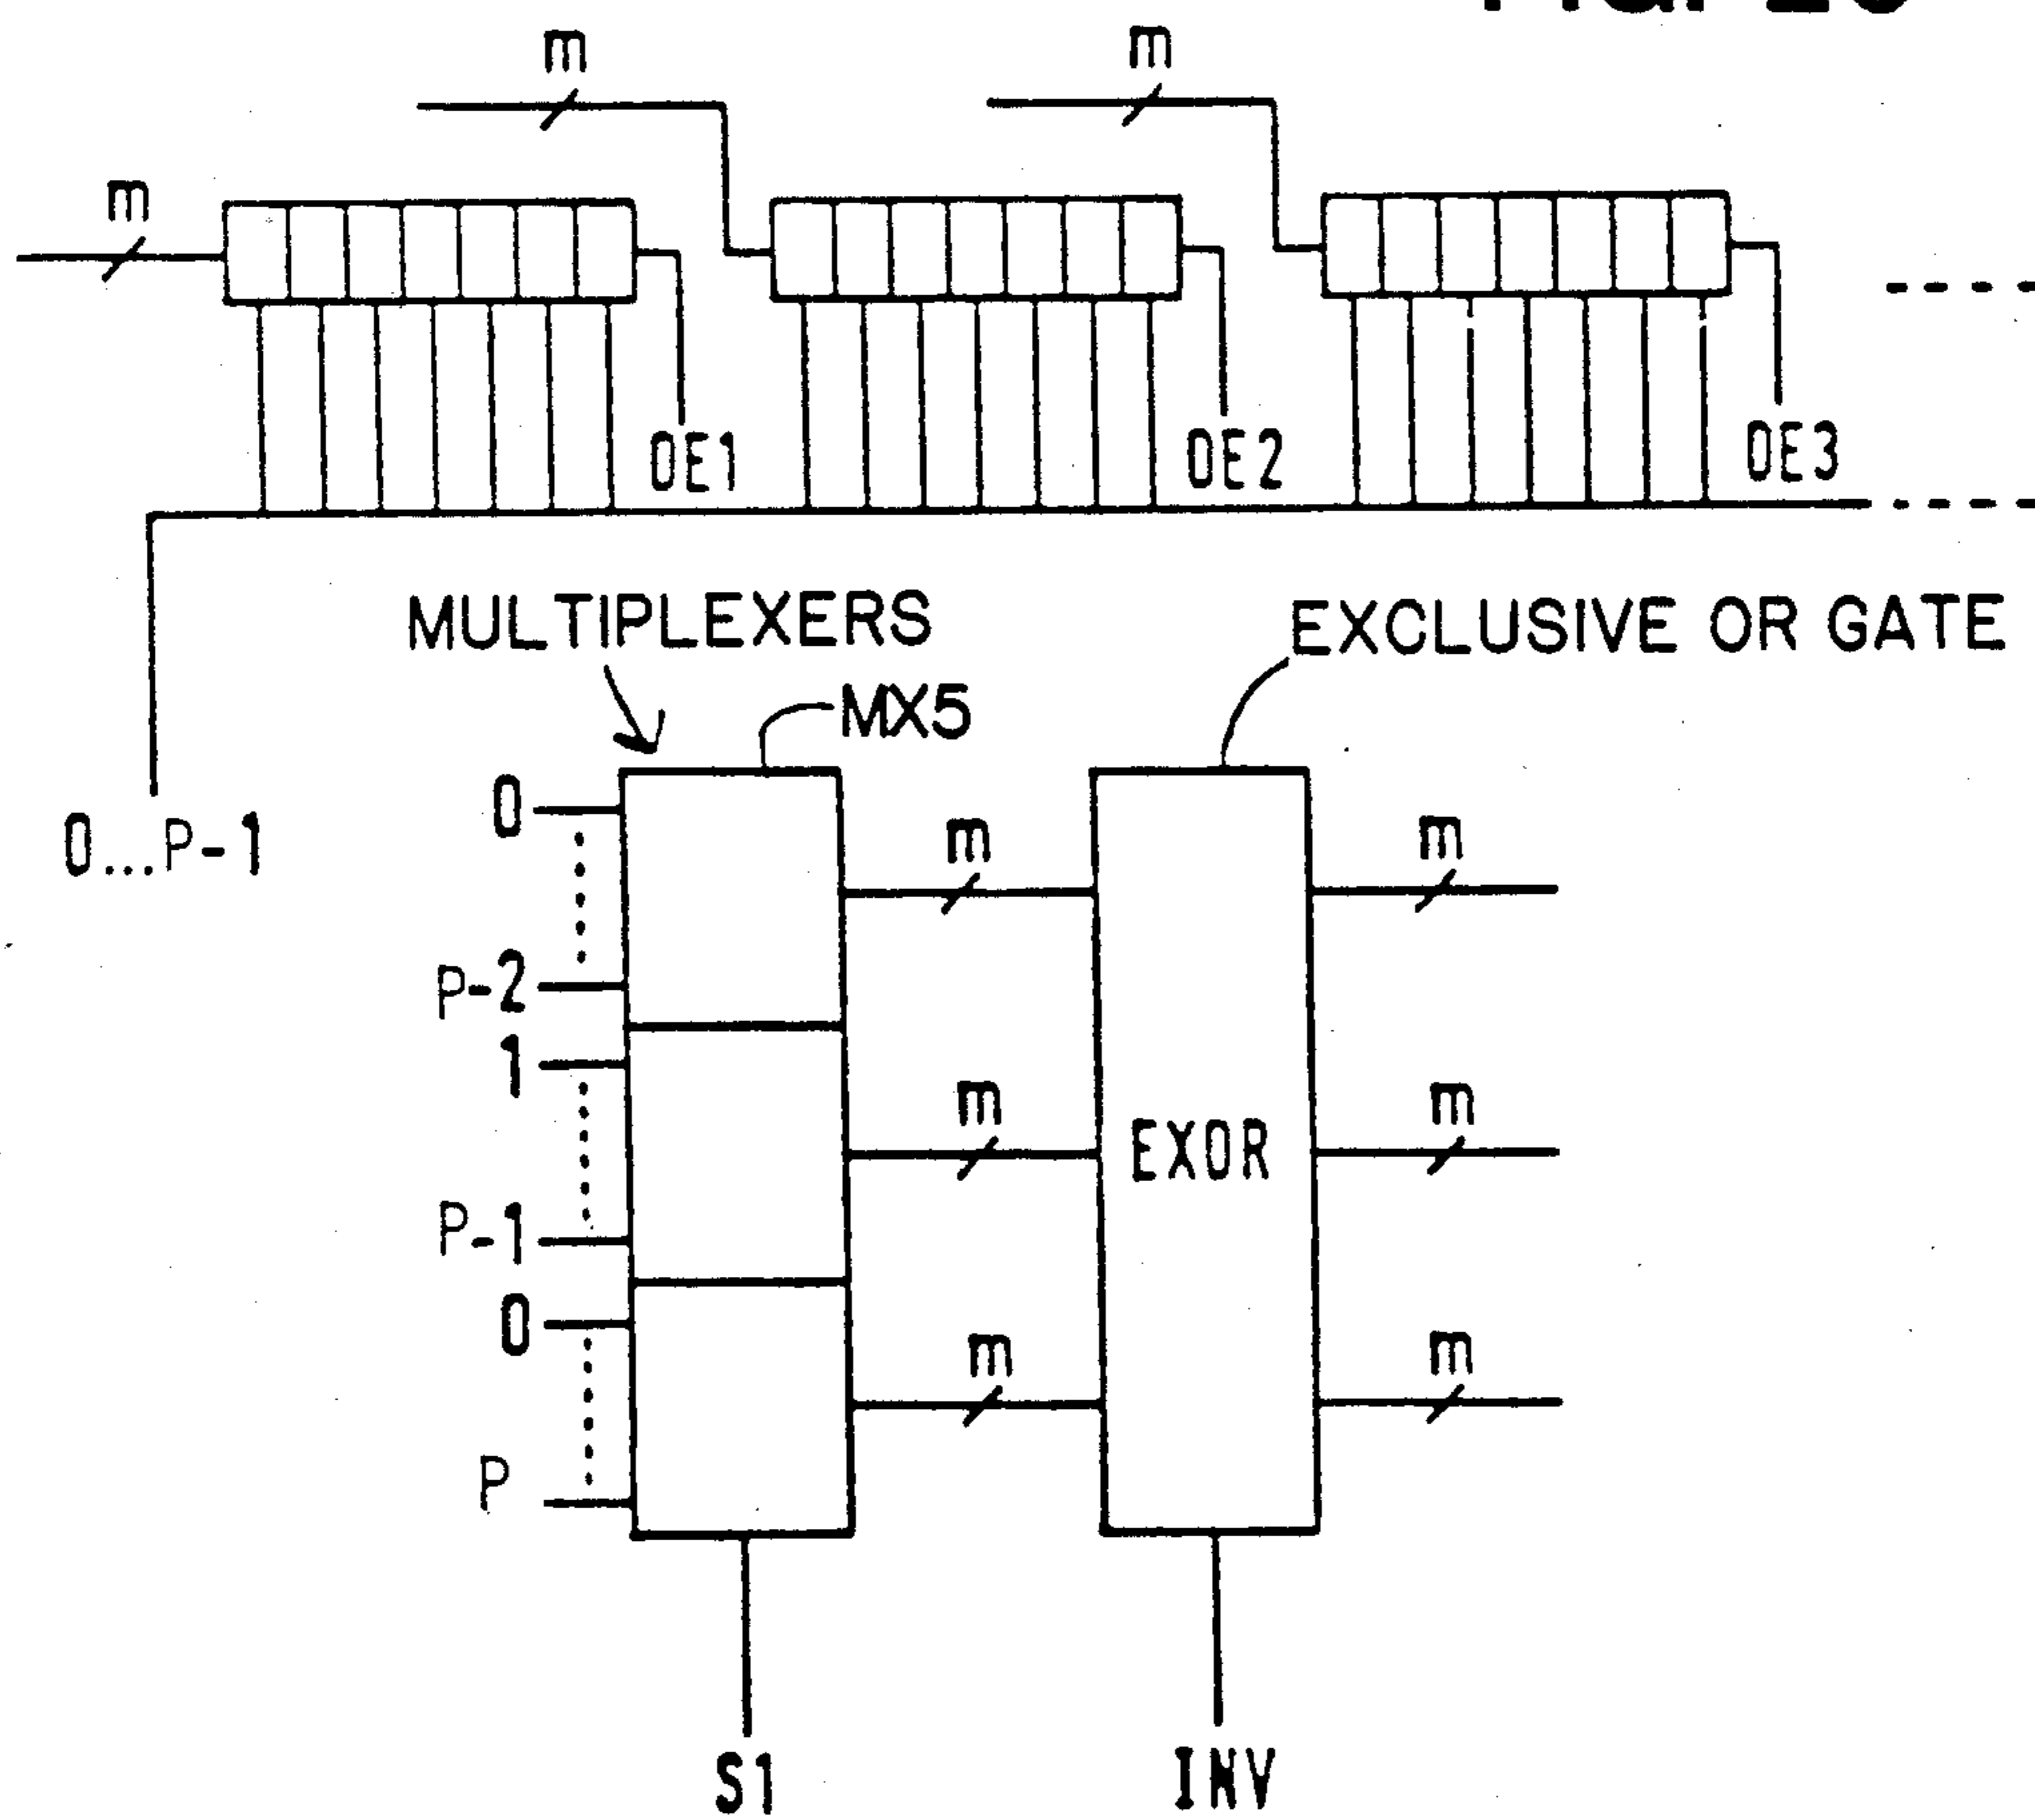 m m
m
OE1 OE2 OE3
MULTIPLEXERS EXCLUSIVE OR GATE
MX5
0
0...P-1
m m
P-2
1
m m
EXOR
P-1
0
m m
P
S1 INV